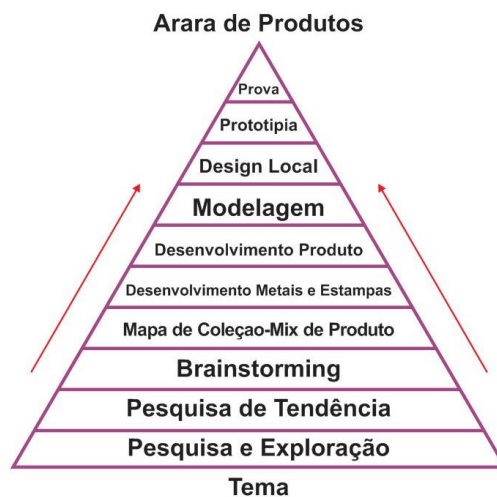 Arara de Produtos
Prova
Prototipia
Design Local
Modelagem
Desenvolvimento Produto
Desenvolvimento Metais e Estampas
Mapa de Coleçao-Mix de Produto
Brainstorming
Pesquisa de Tendência
Pesquisa e Exploração
Tema